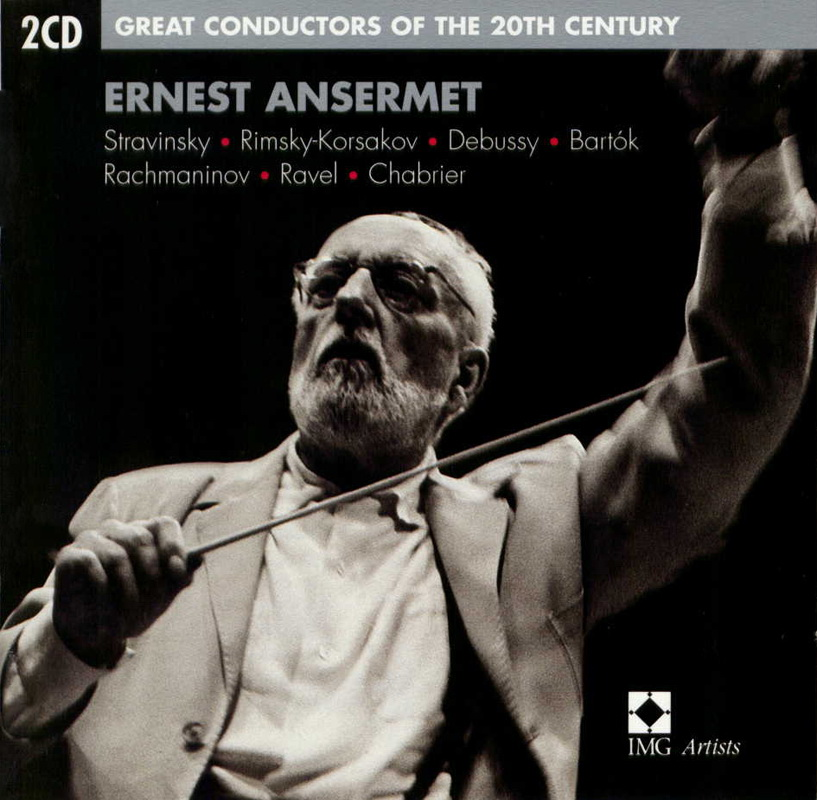 2CD
GREAT CONDUCTORS OF THE 20TH CENTURY
ERNEST ANSERMET
Stravinsky • Rimsky-Korsakov • Debussy • Bartók
Rachmaninov • Ravel • Chabrier
IMG Artists